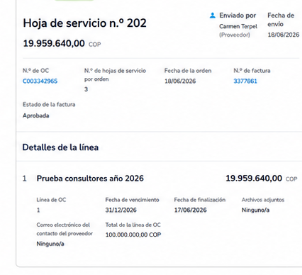 Hoja de servicio n.º 202
19.959.640,00 COP
Enviado por
Carmen Terpel
(Proveedor)
Fecha de
envío
18/06/2026
N.º de OC
C002342965
N.º de hojas de servicio
por orden
3
Fecha de la orden
18/06/2026
N.º de factura
3377061
Estado de la factura
Aprobada
Detalles de la línea
1 Prueba consultores año 2026 19.959.640,00 COP
Línea de OC
1
Fecha de vencimiento
31/12/2026
Fecha de finalización
17/06/2026
Archivos adjuntos
Ninguno/a
Correo electrónico del
contacto del proveedor
Ninguno/a
Total de la línea de OC
100.000.000,00 COP